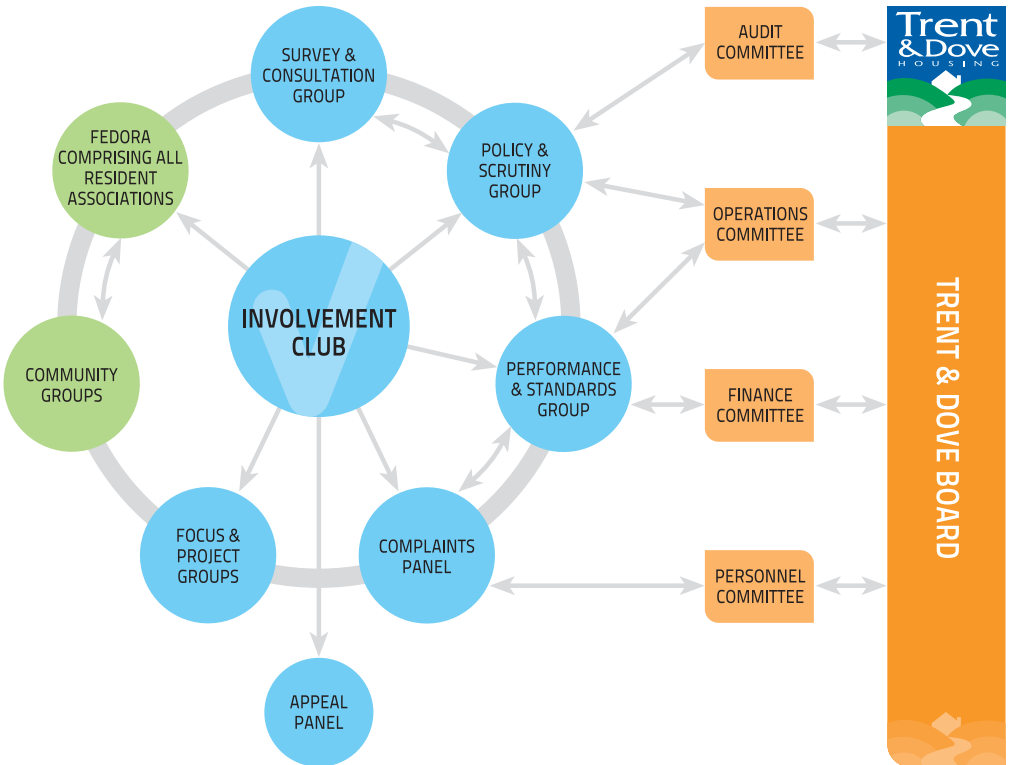 SURVEY &
CONSULTATION
GROUP
FEDORA
COMPRISING ALL
RESIDENT
ASSOCIATIONS
POLICY &
SCRUTINY
GROUP
INVOLVEMENT
CLUB
COMMUNITY
GROUPS
PERFORMANCE
& STANDARDS
GROUP
FOCUS &
PROJECT
GROUPS
COMPLAINTS
PANEL
APPEAL
PANEL
AUDIT
COMMITTEE
OPERATIONS
COMMITTEE
FINANCE
COMMITTEE
PERSONNEL
COMMITTEE
Trent
& Dove
HOUSING
TRENT & DOVE BOARD